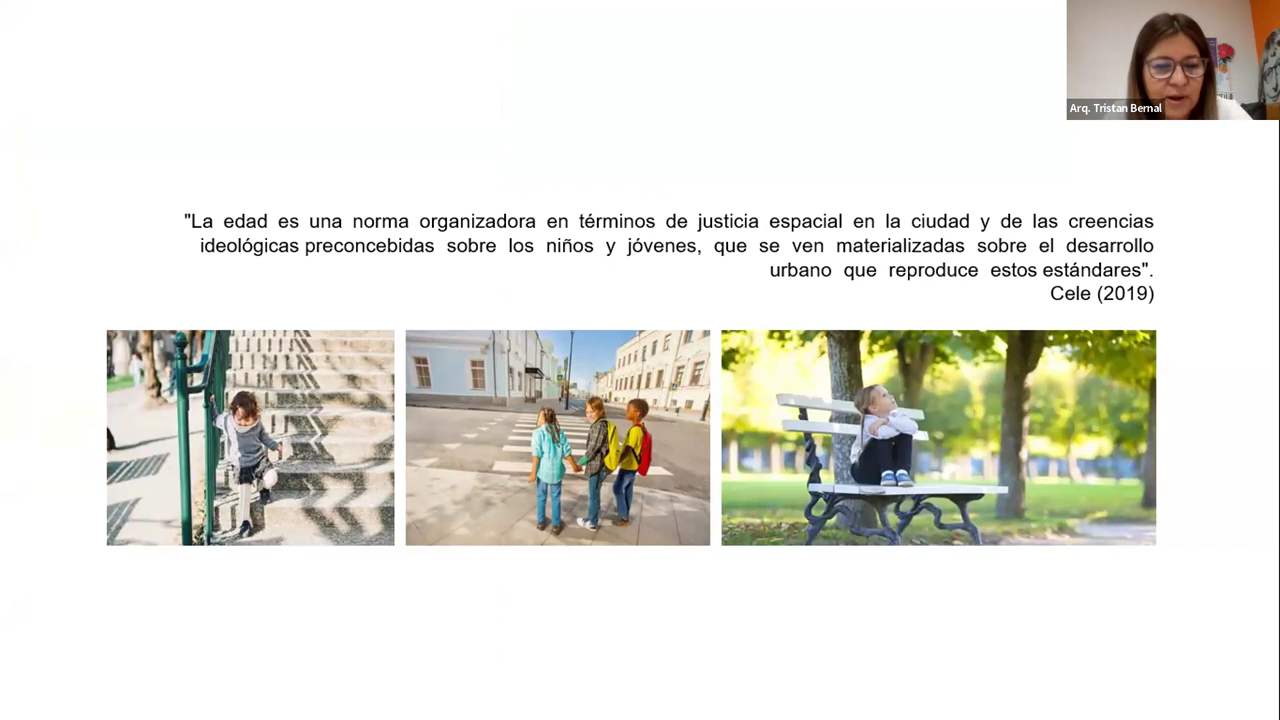 Arq. Tristan Bernal
"La edad es una norma organizadora en términos de justicia espacial en la ciudad y de las creencias
ideológicas preconcebidas sobre los niños y jóvenes, que se ven materializadas sobre el desarrollo
urbano que reproduce estos estándares".
Cele (2019)